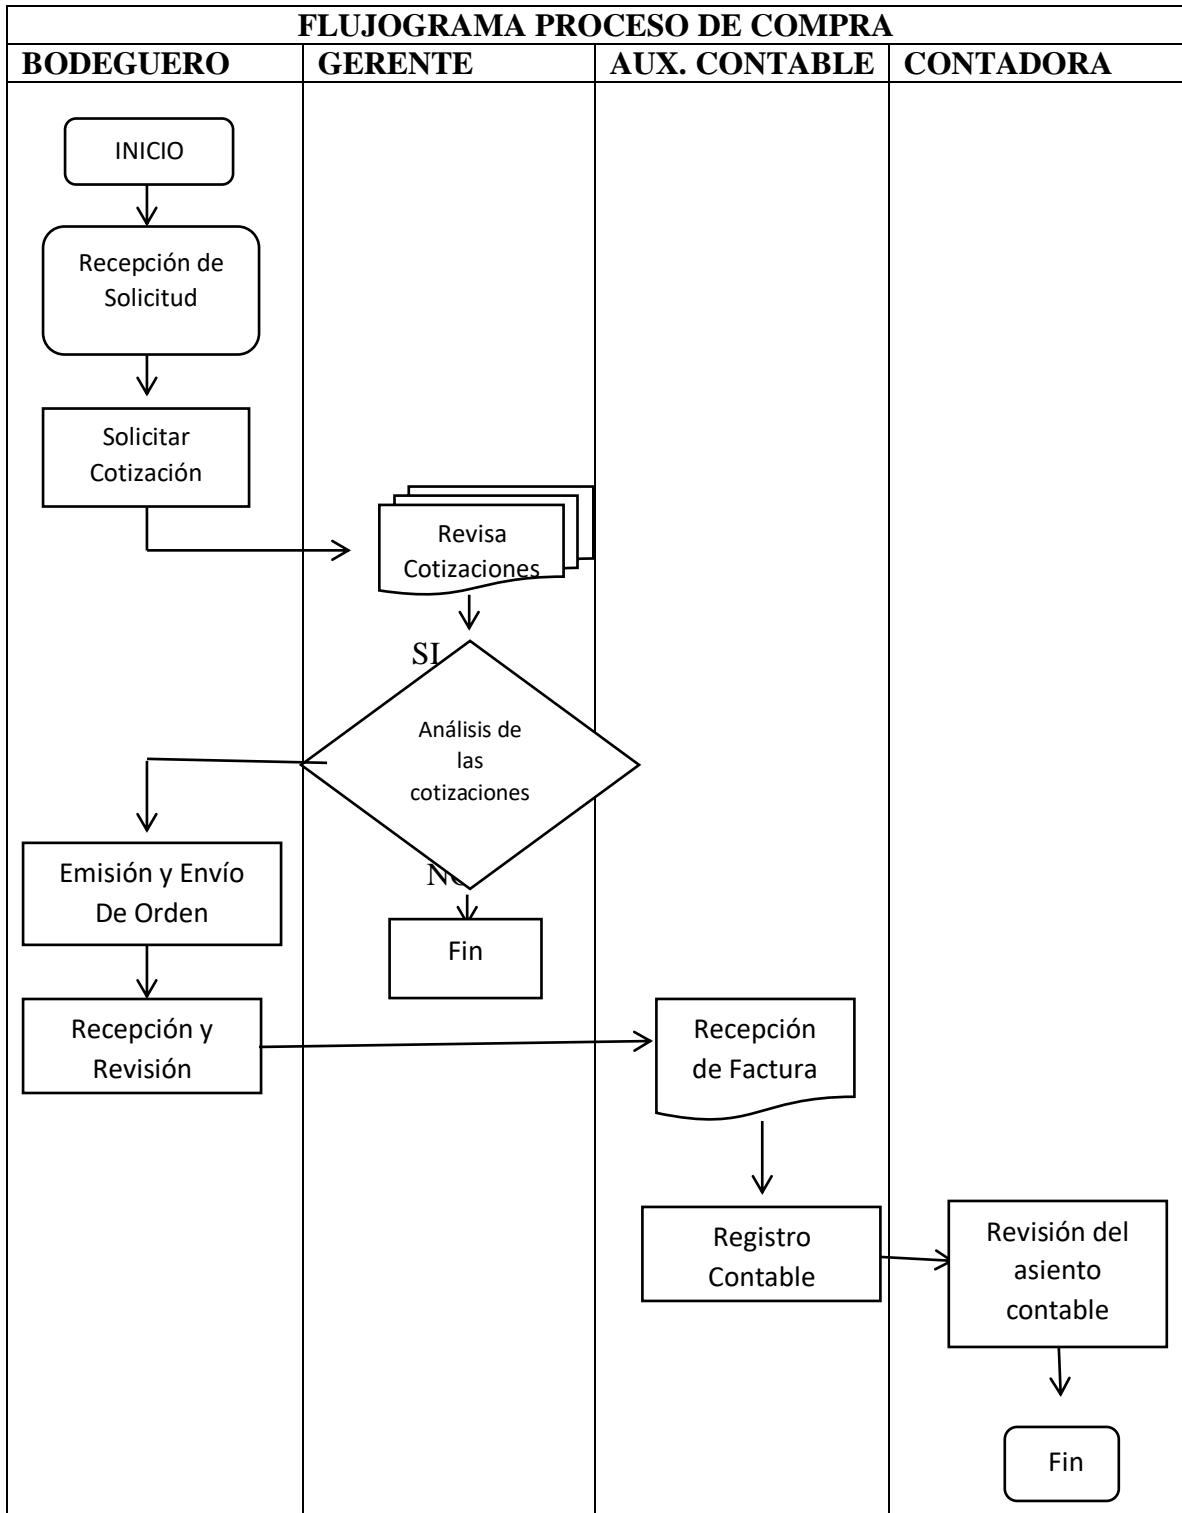 FLUJOGRAMA PROCESO DE COMPRA
BODEGUERO
GERENTE
AUX. CONTABLE
CONTADORA
INICIO
Recepción de
Solicitud
Solicitar
Cotización
Revisa
Cotizaciones
SI
Análisis de
las
cotizaciones
NO
Emisión y Envío
De Orden
Fin
Recepción y
Revisión
Recepción
de Factura
Registro
Contable
Revisión del
asiento
contable
Fin